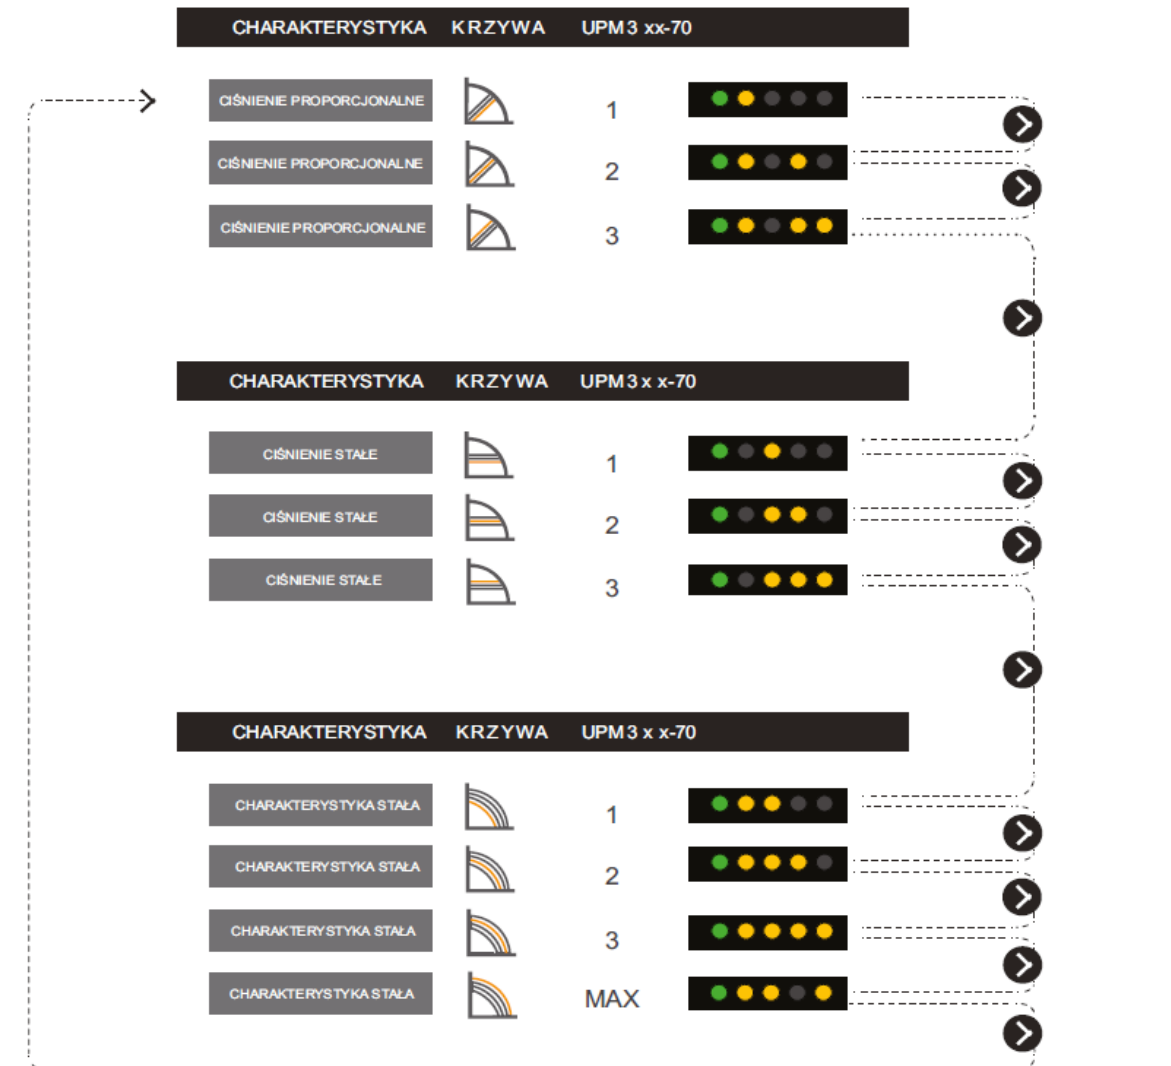 CHARAKTERYSTYKA KRZYWA UPM3 xx-70
CIŚNIENIE PROPORCJONALNE 1
CIŚNIENIE PROPORCJONALNE 2
CIŚNIENIE PROPORCJONALNE 3
CHARAKTERYSTYKA KRZYWA UPM3 x x-70
CIŚNIENIE STAŁE 1
CIŚNIENIE STAŁE 2
CIŚNIENIE STAŁE 3
CHARAKTERYSTYKA KRZYWA UPM3 x x-70
CHARAKTERYSTYKA STAŁA 1
CHARAKTERYSTYKA STAŁA 2
CHARAKTERYSTYKA STAŁA 3
CHARAKTERYSTYKA STAŁA MAX